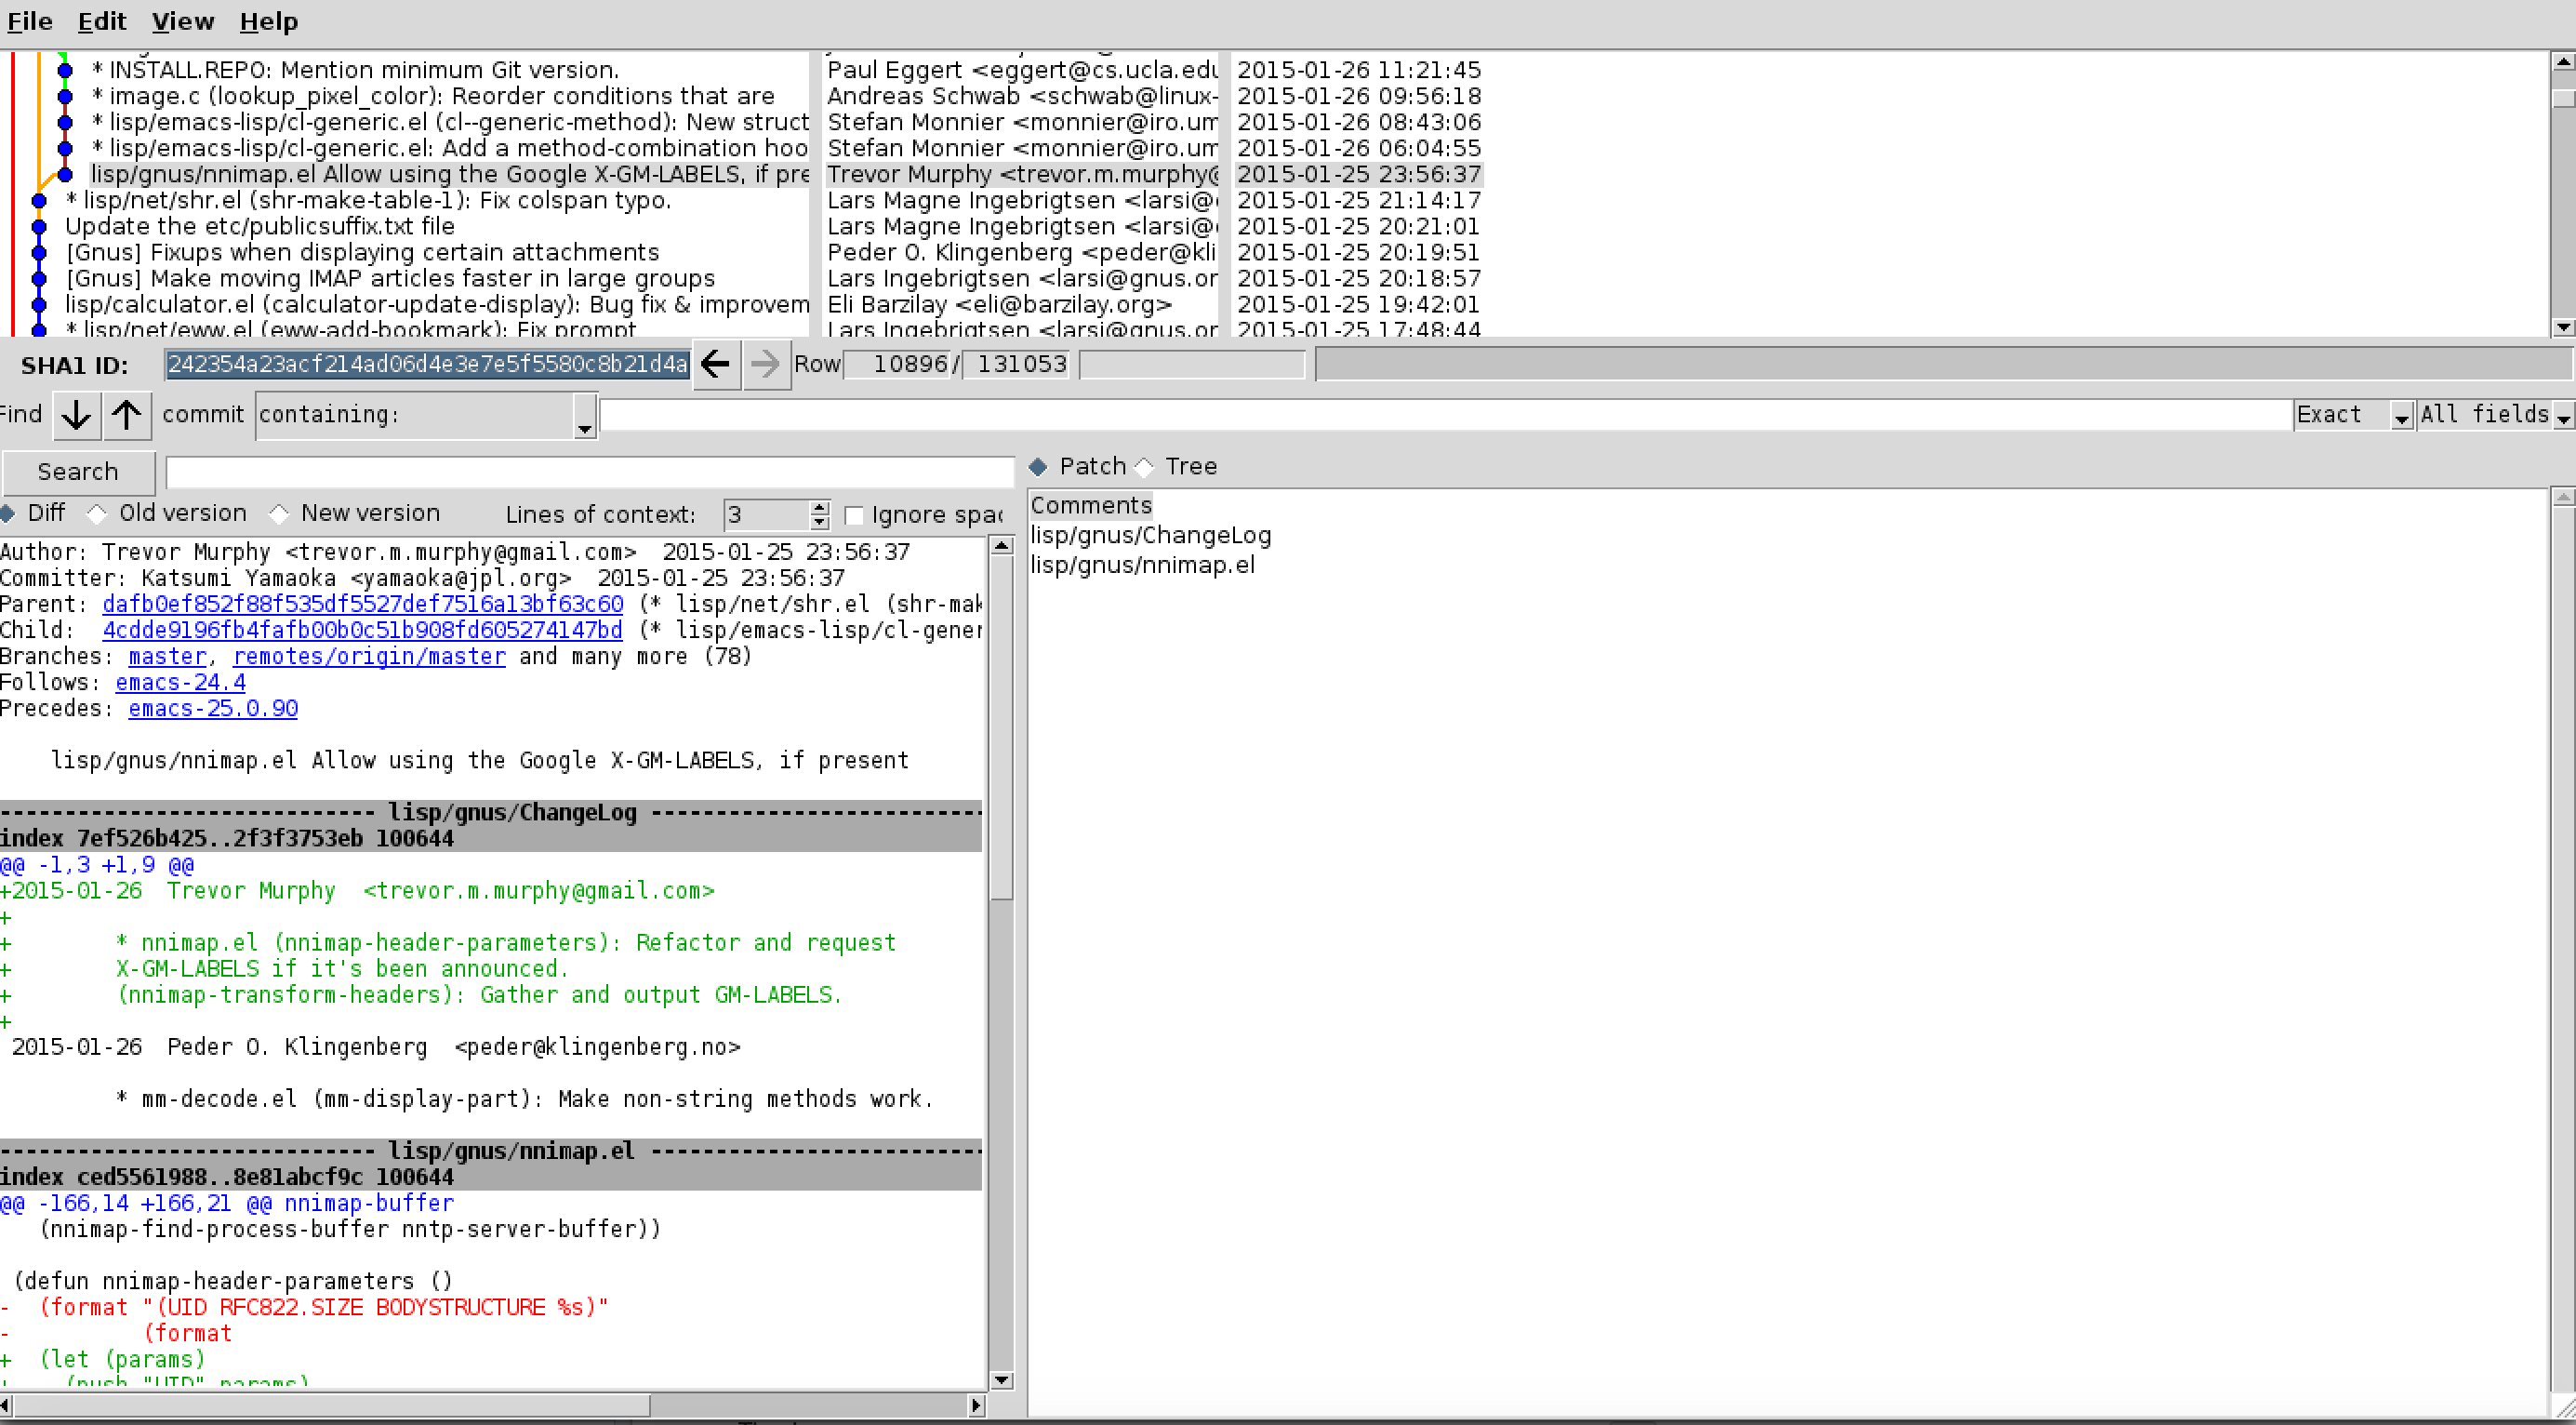 File Edit View Help
* INSTALL.REPO: Mention minimum Git version. Paul Eggert <eggert@cs.ucla.edu 2015-01-26 11:21:45
* image.c (lookup_pixel_color): Reorder conditions that are Andreas Schwab <schwab@linux- 2015-01-26 09:56:18
* lisp/emacs-lisp/cl-generic.el (cl--generic-method): New struct Stefan Monnier <monnier@iro.um 2015-01-26 08:43:06
* lisp/emacs-lisp/cl-generic.el: Add a method-combination hoo Stefan Monnier <monnier@iro.um 2015-01-26 06:04:55
lisp/gnus/nnimap.el Allow using the Google X-GM-LABELS, if pre Trevor Murphy <trevor.m.murphy@ 2015-01-25 23:56:37
* lisp/net/shr.el (shr-make-table-1): Fix colspan typo. Lars Magne Ingebrigtsen <larsi@ 2015-01-25 21:14:17
Update the etc/publicsuffix.txt file Lars Magne Ingebrigtsen <larsi@ 2015-01-25 20:21:01
[Gnus] Fixups when displaying certain attachments Peder O. Klingenberg <peder@kli 2015-01-25 20:19:51
[Gnus] Make moving IMAP articles faster in large groups Lars Ingebrigtsen <larsi@gnus.or 2015-01-25 20:18:57
lisp/calculator.el (calculator-update-display): Bug fix & improvem Eli Barzilay <eli@barzilay.org> 2015-01-25 19:42:01
* lisp/net/eww.el (eww-add-bookmark): Fix prompt Lars Ingebrigtsen <larsi@gnus.or 2015-01-25 17:48:44
SHA1 ID: 242354a23acf214ad06d4e3e7e5f5580c8b21d4a Row 10896 / 131053
Find commit containing: Exact All fields
Search
Patch Tree
Diff Old version New version Lines of context: 3 Ignore spac
Comments
lisp/gnus/ChangeLog
lisp/gnus/nnimap.el
Author: Trevor Murphy <trevor.m.murphy@gmail.com>  2015-01-25 23:56:37
Committer: Katsumi Yamaoka <yamaoka@jpl.org>  2015-01-25 23:56:37
Parent: dafb0ef852f88f535df5527def7516a13bf63c60 (* lisp/net/shr.el (shr-mak
Child:  4cdde9196fb4fafb00b0c51b908fd605274147bd (* lisp/emacs-lisp/cl-gener
Branches: master, remotes/origin/master and many more (78)
Follows: emacs-24.4
Precedes: emacs-25.0.90
lisp/gnus/nnimap.el Allow using the Google X-GM-LABELS, if present
----------------------------- lisp/gnus/ChangeLog --------------------------
index 7ef526b425..2f3f3753eb 100644
@@ -1,3 +1,9 @@
+2015-01-26  Trevor Murphy  <trevor.m.murphy@gmail.com>
+
+        * nnimap.el (nnimap-header-parameters): Refactor and request
+        X-GM-LABELS if it's been announced.
+        (nnimap-transform-headers): Gather and output GM-LABELS.
+
2015-01-26  Peder O. Klingenberg  <peder@klingenberg.no>
* mm-decode.el (mm-display-part): Make non-string methods work.
----------------------------- lisp/gnus/nnimap.el --------------------------
index ced5561988..8e81abcf9c 100644
@@ -166,14 +166,21 @@ nnimap-buffer
(nnimap-find-process-buffer nntp-server-buffer))
(defun nnimap-header-parameters ()
-  (format "(UID RFC822.SIZE BODYSTRUCTURE %s)"
-          (format
+  (let (params)
+    (push "UID" params)